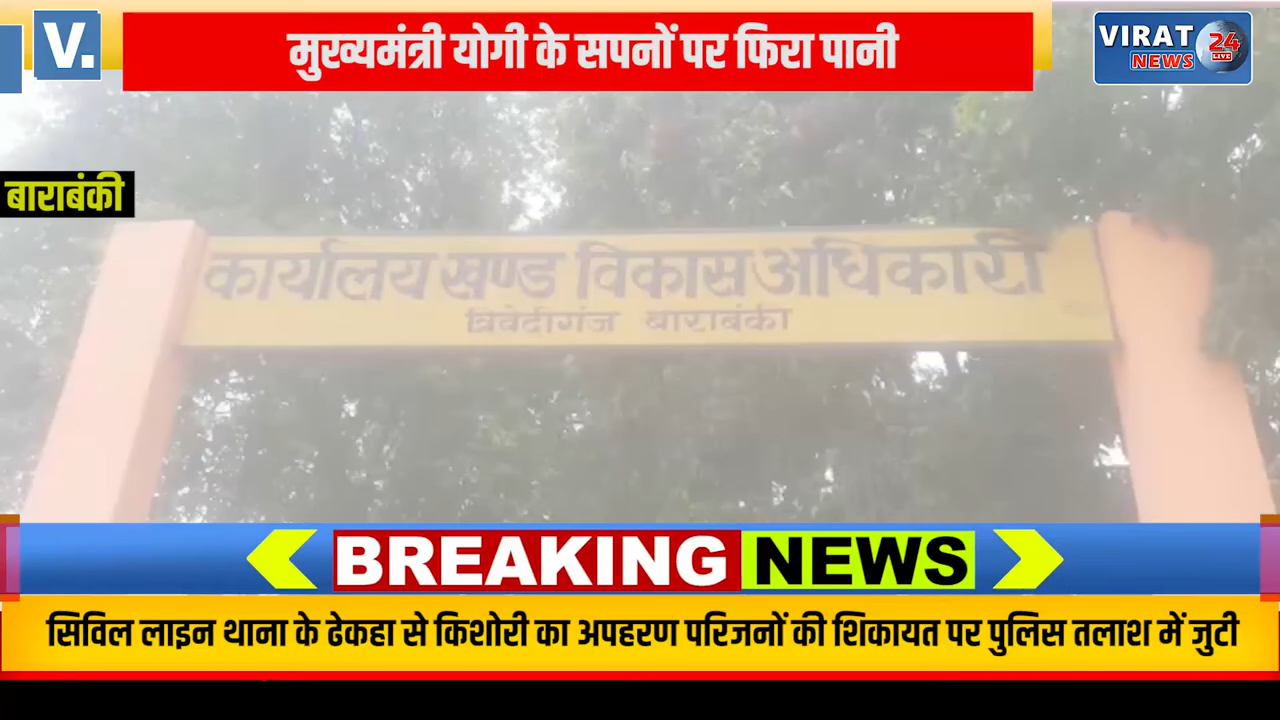 V.
मुख्यमंत्री योगी के सपनों पर फिरा पानी
VIRAT
NEWS
24
LIVE
बाराबंकी
कार्यालय खण्ड विकास अधिकारी
त्रिवेदीगंज बाराबंकी
BREAKING NEWS
सिविल लाइन थाना के ढेकहा से किशोरी का अपहरण परिजनों की शिकायत पर पुलिस तलाश में जुटी